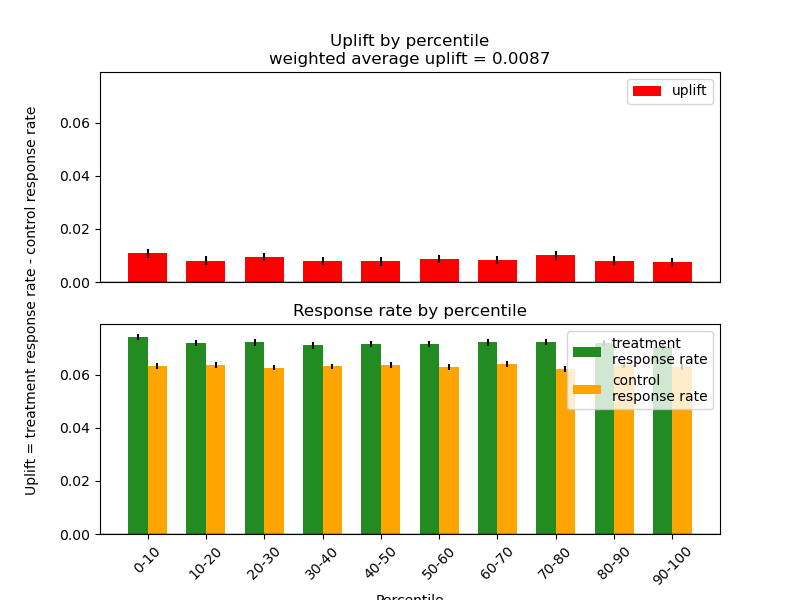 Uplift by percentile
weighted average uplift = 0.0087
uplift
0.06
0.04
0.02
0.00
Uplift = treatment response rate - control response rate
Response rate by percentile
treatment
response rate
control
response rate
0.06
0.04
0.02
0.00
0-10
10-20
20-30
30-40
40-50
50-60
60-70
70-80
80-90
90-100
Percentile